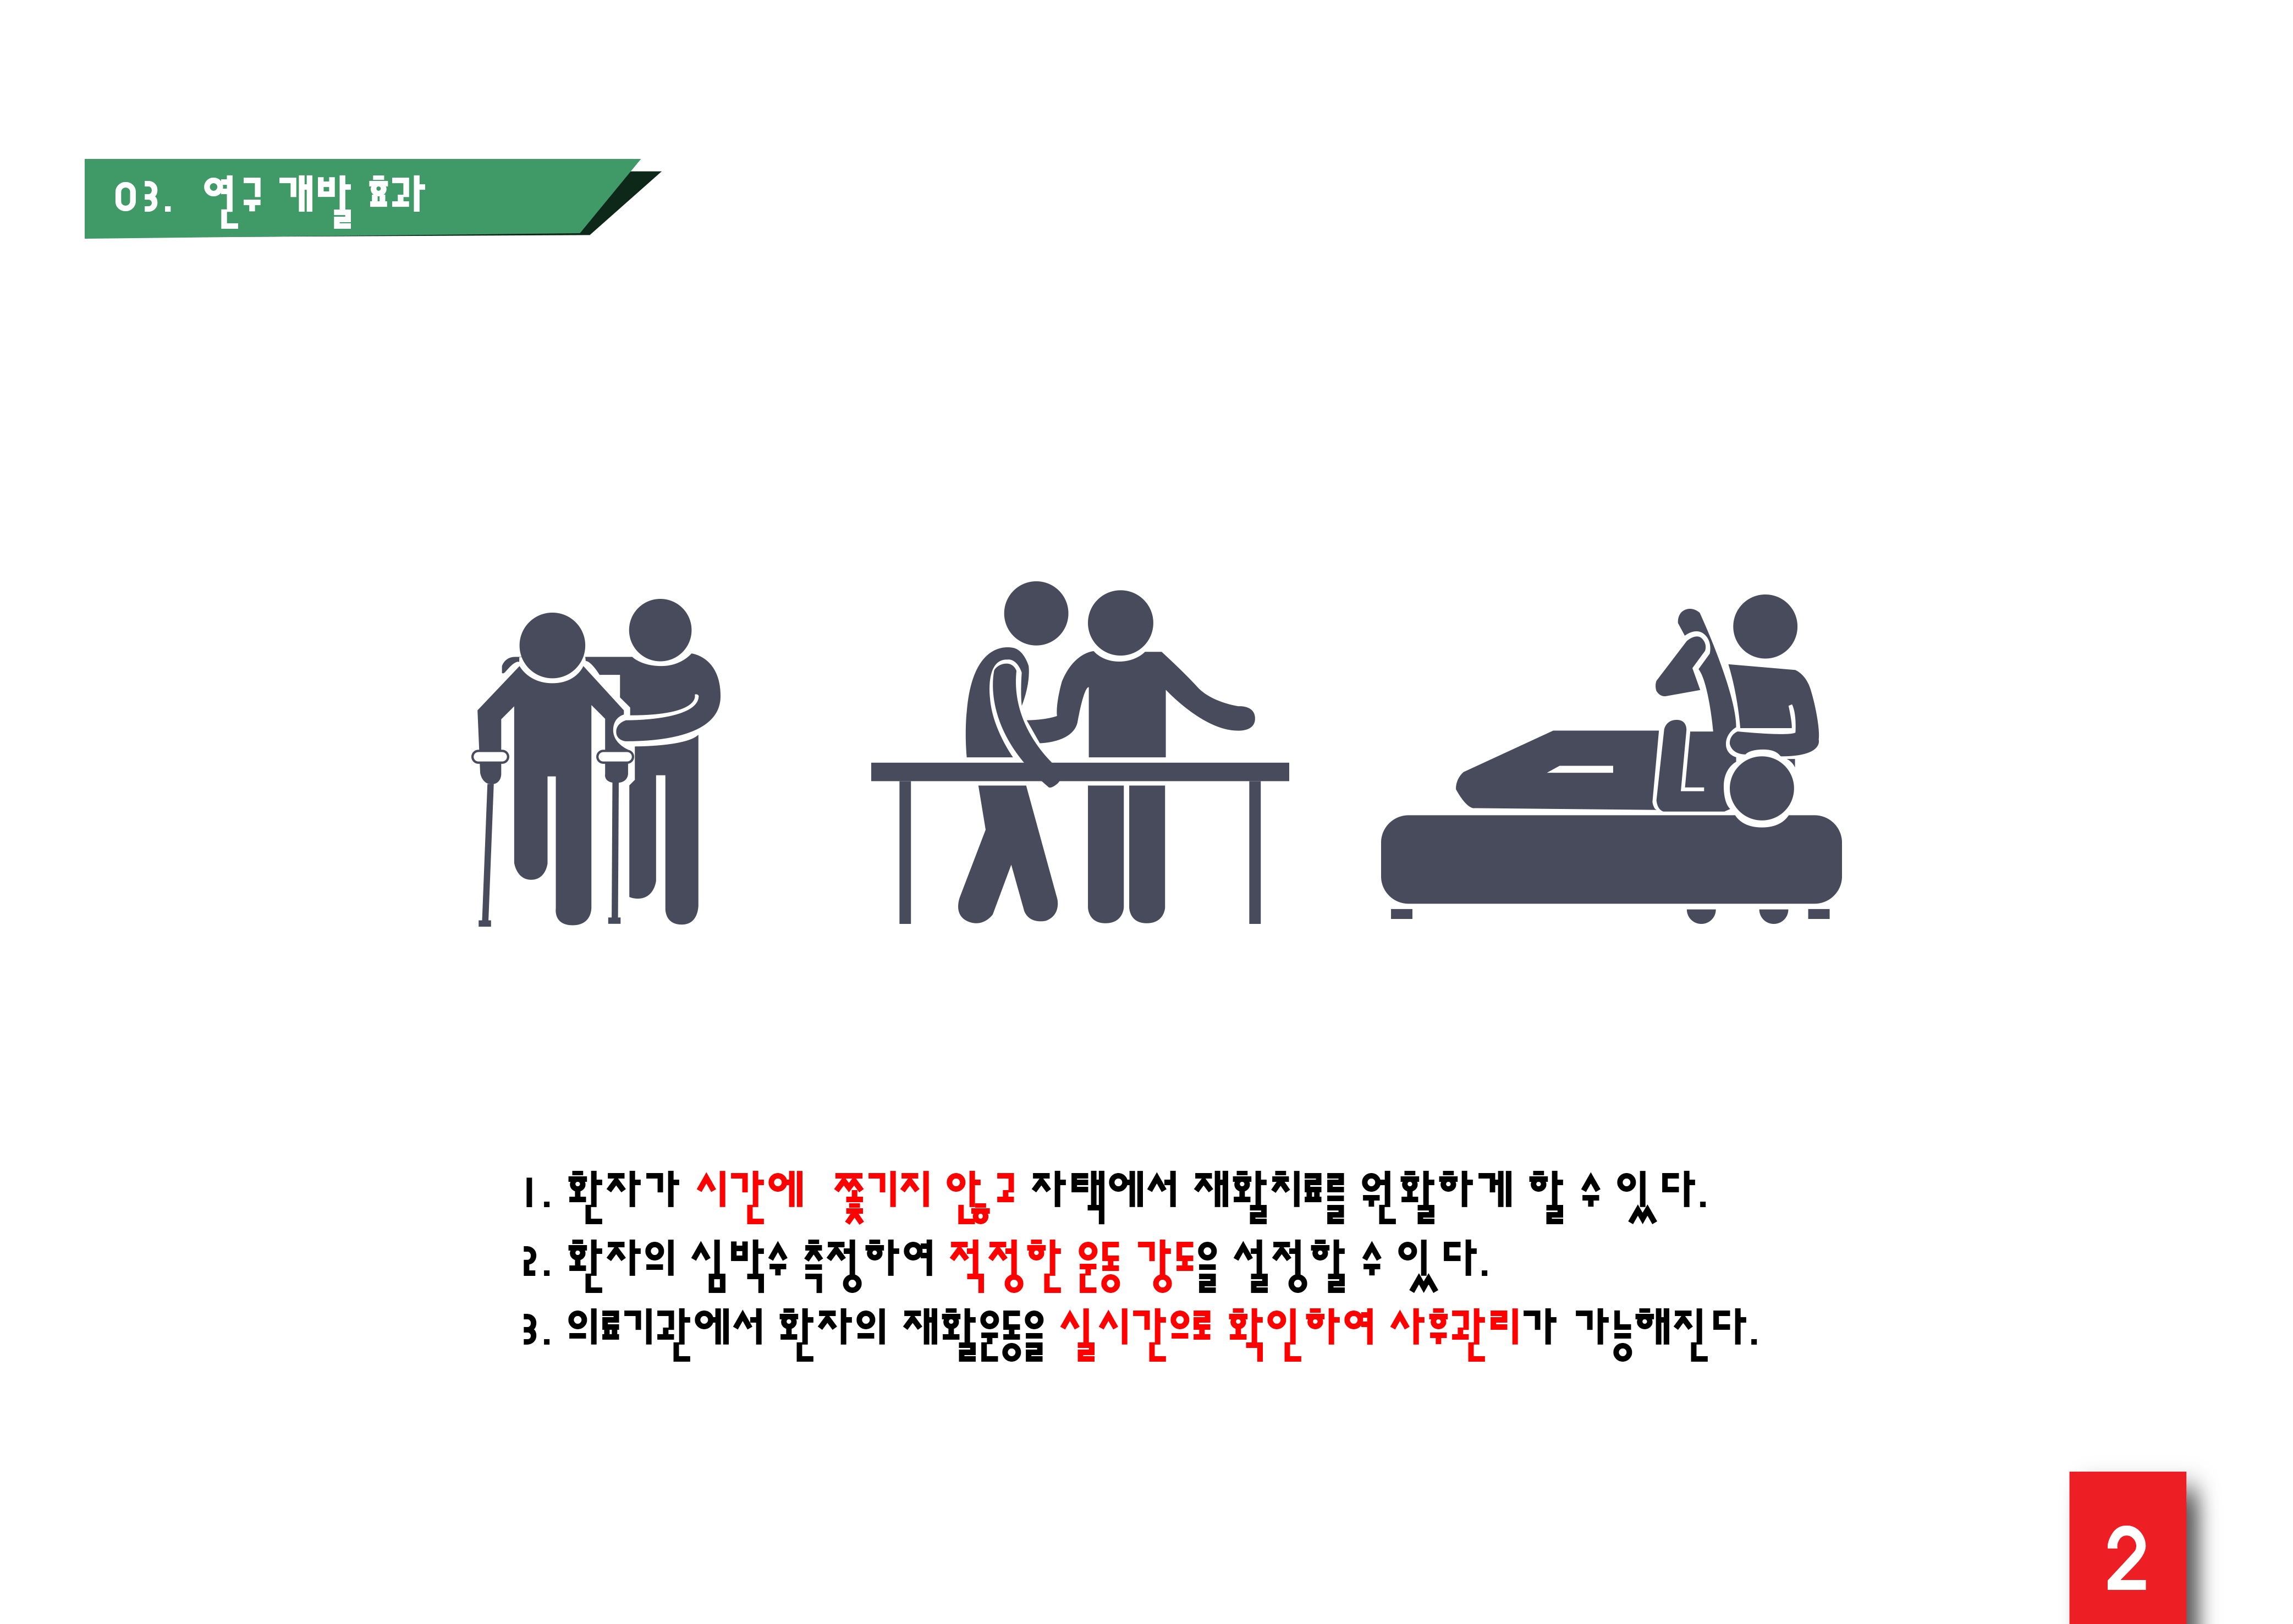 03. 연구 개발 효과
1. 환자가 시간에 쫓기지 않고 자택에서 재활치료를 원활하게 할 수 있다.
2. 환자의 심박수 측정하여 적정한 운동 강도을 설정할 수있다.
3. 의료기관에서 환자의 재활운동을 실시간으로 확인하여 사후관리가 가능해진다.
2